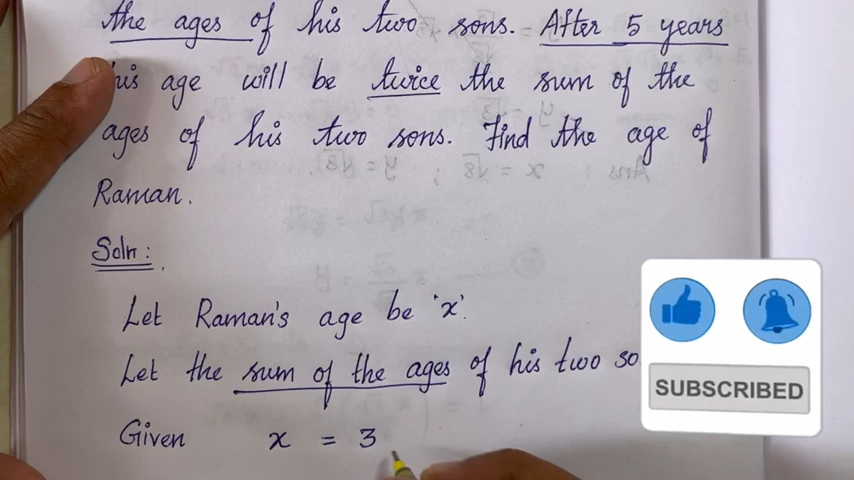 the ages of his two sons. After 5 years
his age will be twice the sum of the
ages of his two sons. Find the age of
Raman.
Soln:
Let Raman's age be 'x'.
Let the sum of the ages of his two so
SUBSCRIBED
Given x = 3